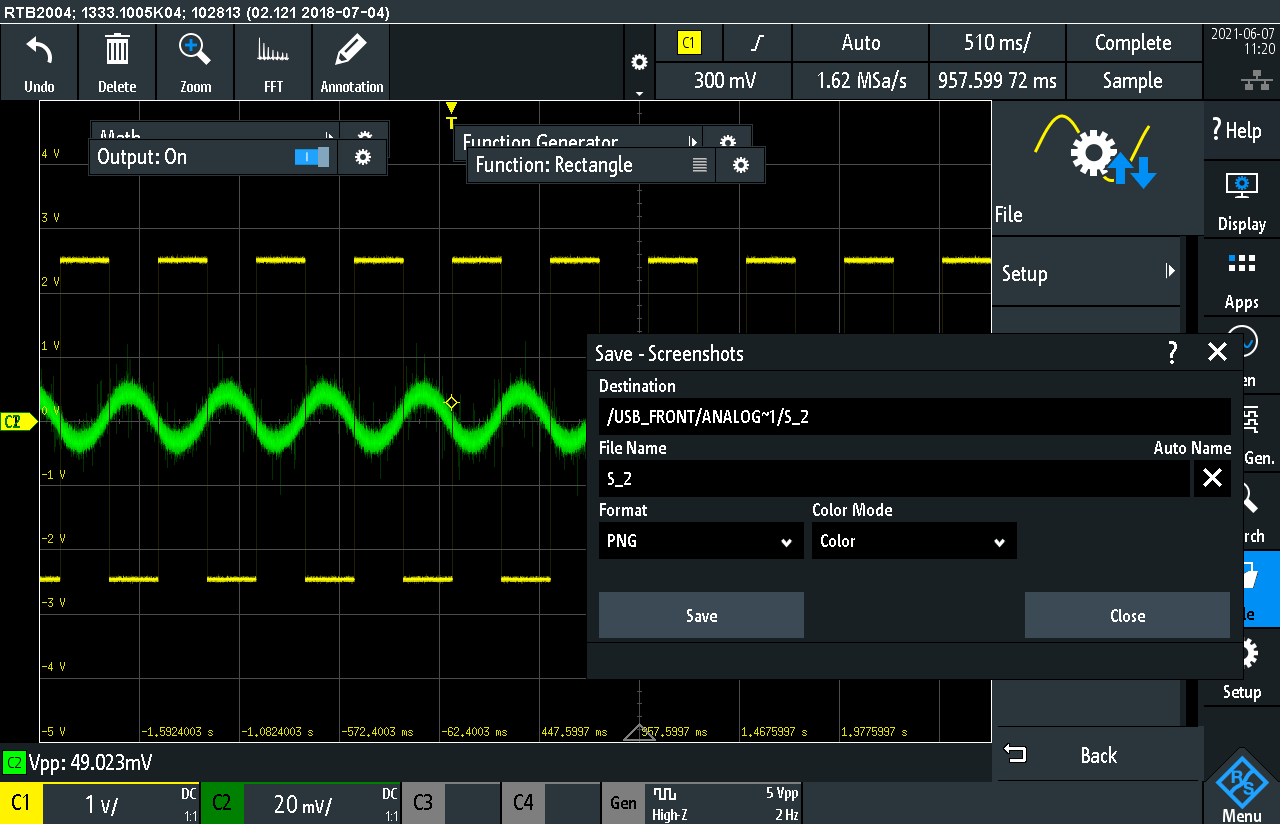 RTB2004; 1333.1005K04; 102813 (02.121 2018-07-04)
Undo
Delete
Zoom
FFT
Annotation
C1
Auto
510 ms/
Complete
300 mV
1.62 MSa/s
957.599 72 ms
Sample
2021-06-07
11:20
Math
Output: On
T
Function Generator
Function: Rectangle
4 V
3 V
2 V
1 V
0 V
-1 V
-2 V
-3 V
-4 V
-5 V
-1.5924003 s
-1.0824003 s
-572.4003 ms
-62.4003 ms
447.5997 ms
957.5997 ms
1.4675997 s
1.9775997 s
File
Setup
Back
? Help
Display
Apps
en
Gen.
rch
le
Setup
Menu
R&S
Save - Screenshots
?
Destination
/USB_FRONT/ANALOG~1/S_2
File Name
Auto Name
S_2
Format
Color Mode
PNG
Color
Save
Close
C2 Vpp: 49.023mV
C1
1 V/
DC
1:1
C2
20 mV/
DC
1:1
C3
C4
Gen
High-Z
5 Vpp
2 Hz